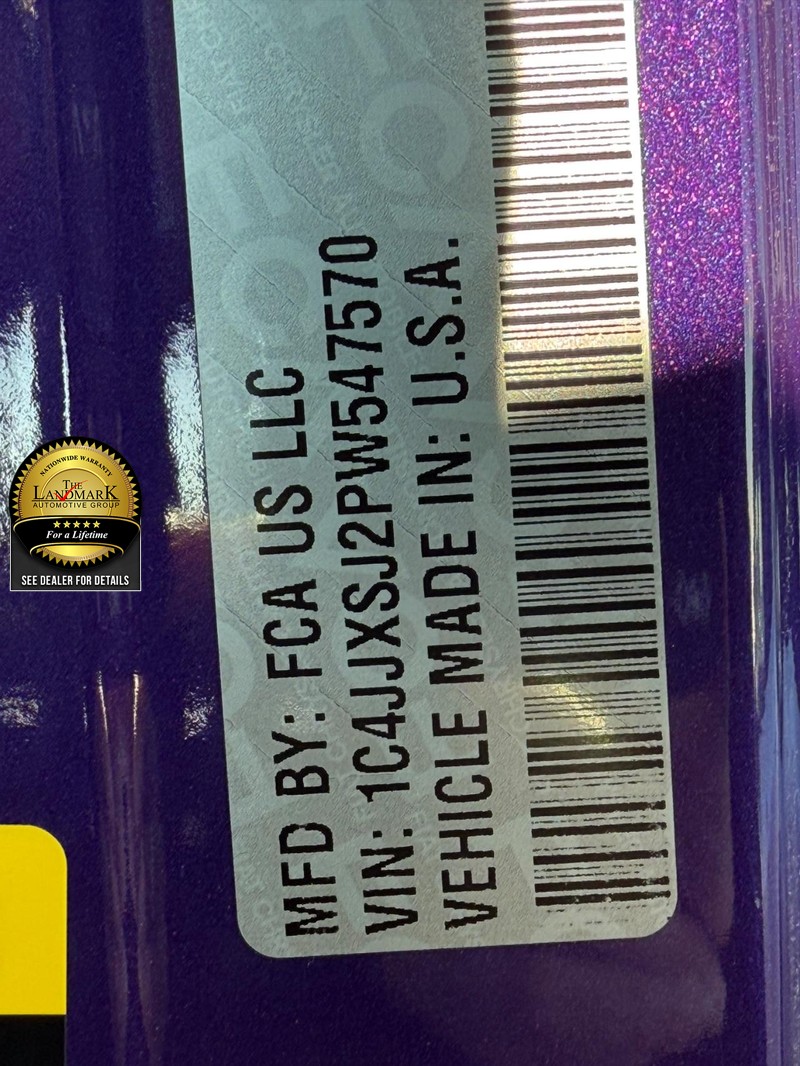 MFD BY: FCA US LLC
VIN: 1C4JJXSJ2PW547570
VEHICLE MADE IN: U.S.A.
NATIONWIDE WARRANTY
THE
LANDMARK
AUTOMOTIVE GROUP
For a Lifetime
SEE DEALER FOR DETAILS